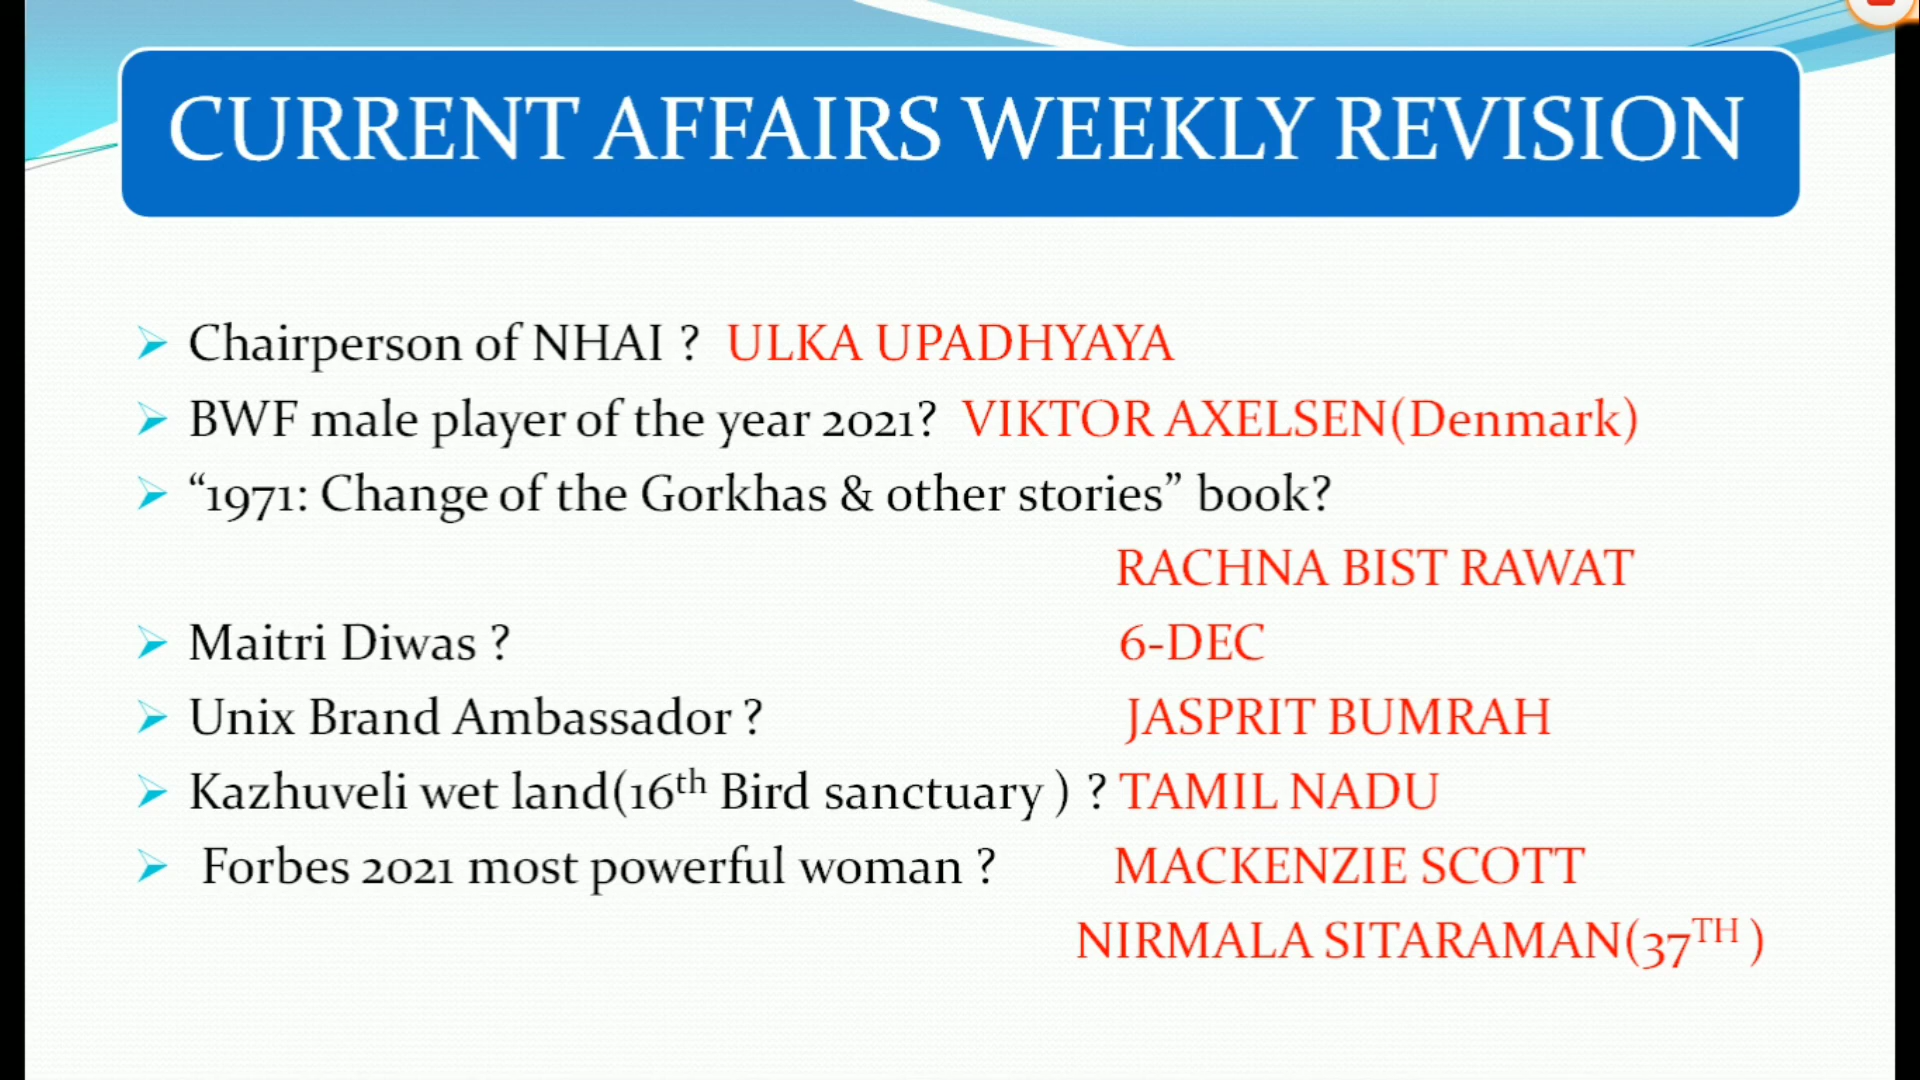 CURRENT AFFAIRS WEEKLY REVISION
Chairperson of NHAI ? ULKA UPADHYAYA
BWF male player of the year 2021? VIKTOR AXELSEN(Denmark)
“1971: Change of the Gorkhas & other stories” book?
RACHNA BIST RAWAT
Maitri Diwas ? 6-DEC
Unix Brand Ambassador ? JASPRIT BUMRAH
Kazhuveli wet land(16th Bird sanctuary ) ? TAMIL NADU
Forbes 2021 most powerful woman ? MACKENZIE SCOTT
NIRMALA SITARAMAN(37TH )